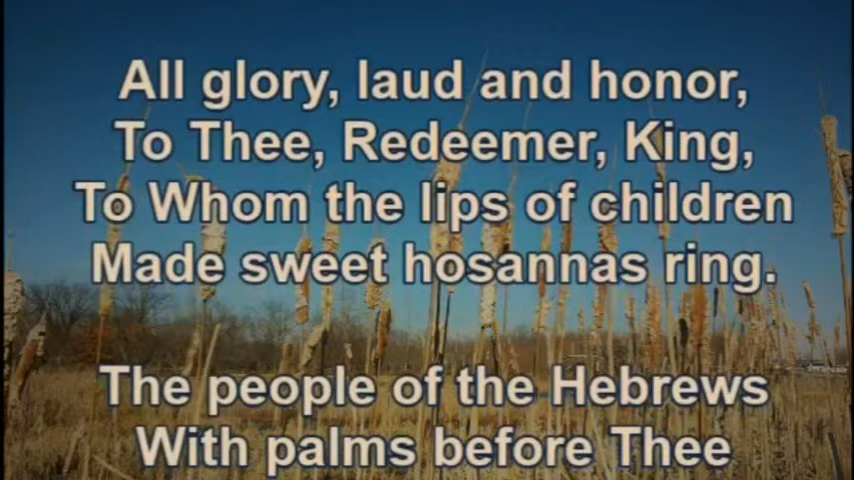 All glory, laud and honor,
To Thee, Redeemer, King,
To Whom the lips of children
Made sweet hosannas ring.
The people of the Hebrews
With palms before Thee